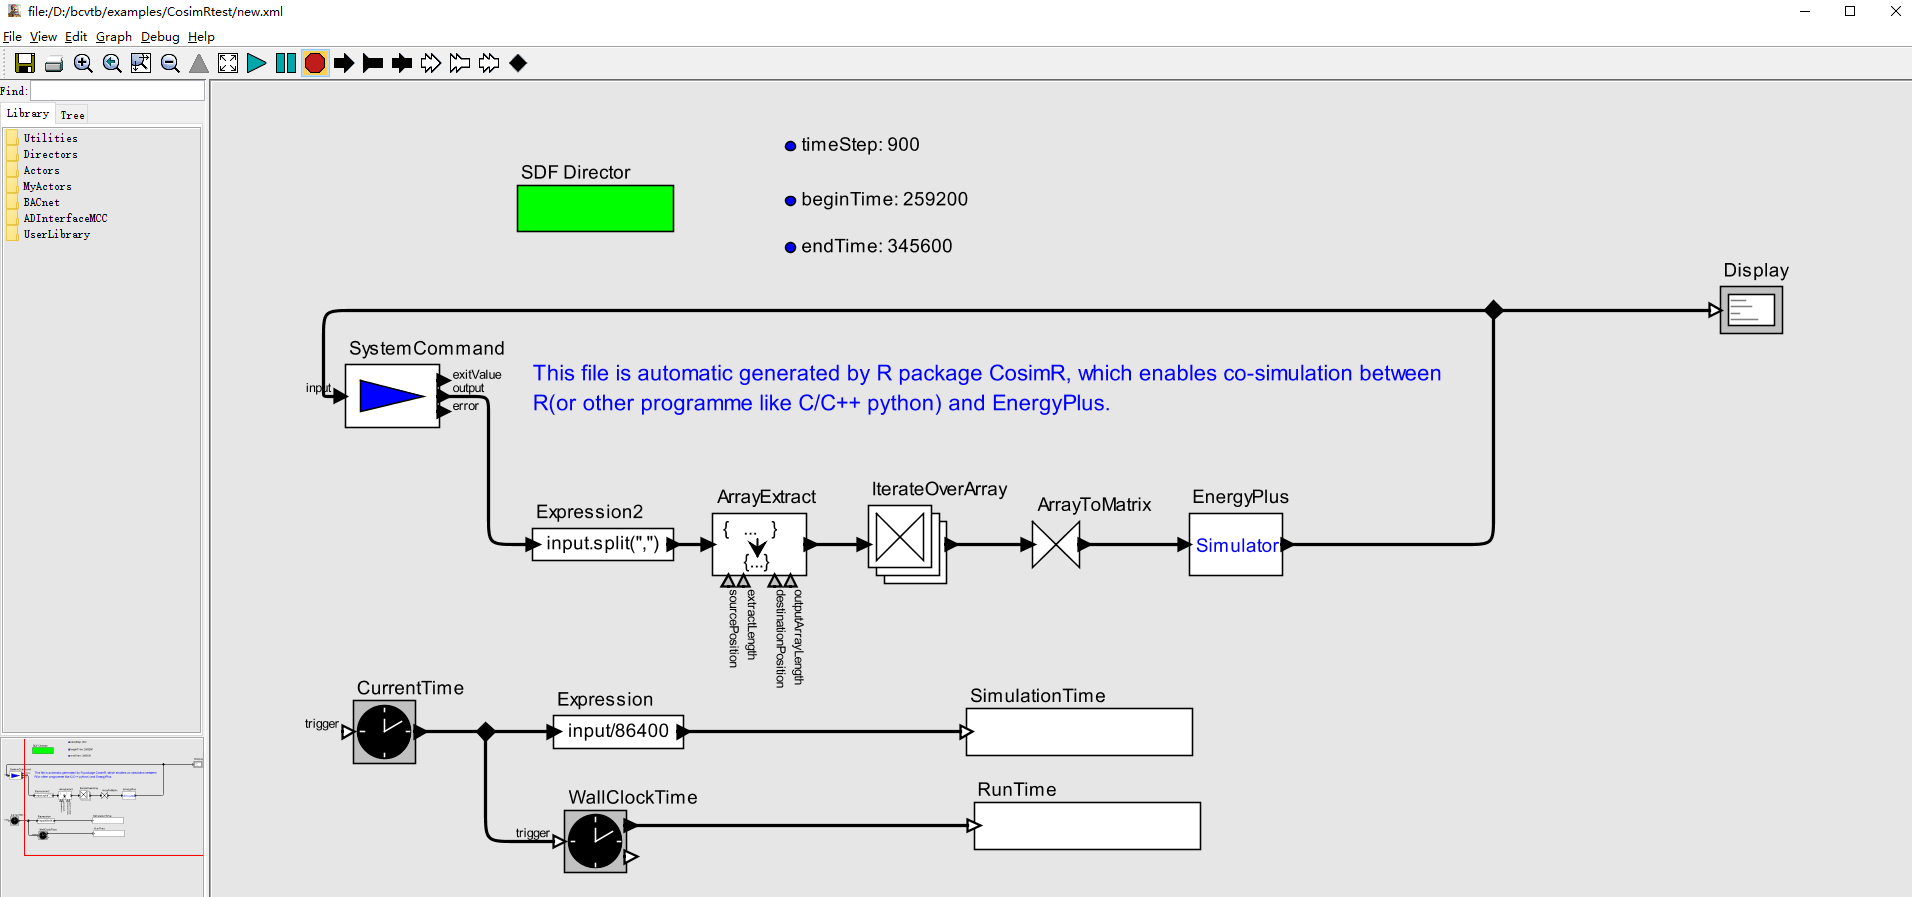 file:/D:/bcvtb/examples/CosimRtest/new.xml
File View Edit Graph Debug Help
Find:
Library Tree
Utilities
Directors
Actors
MyActors
BACnet
ADInterfaceMCC
UserLibrary
timeStep: 900
SDF Director
beginTime: 259200
endTime: 345600
Display
SystemCommand
input
exitValue
output
error
This file is automatic generated by R package CosimR, which enables co-simulation between
R(or other programme like C/C++ python) and EnergyPlus.
Expression2
input.split(",")
ArrayExtract
{ ... }
{...}
sourcePosition
extractLength
destinationPosition
outputArrayLength
IterateOverArray
ArrayToMatrix
EnergyPlus
Simulator
CurrentTime
trigger
Expression
input/86400
SimulationTime
WallClockTime
trigger
RunTime